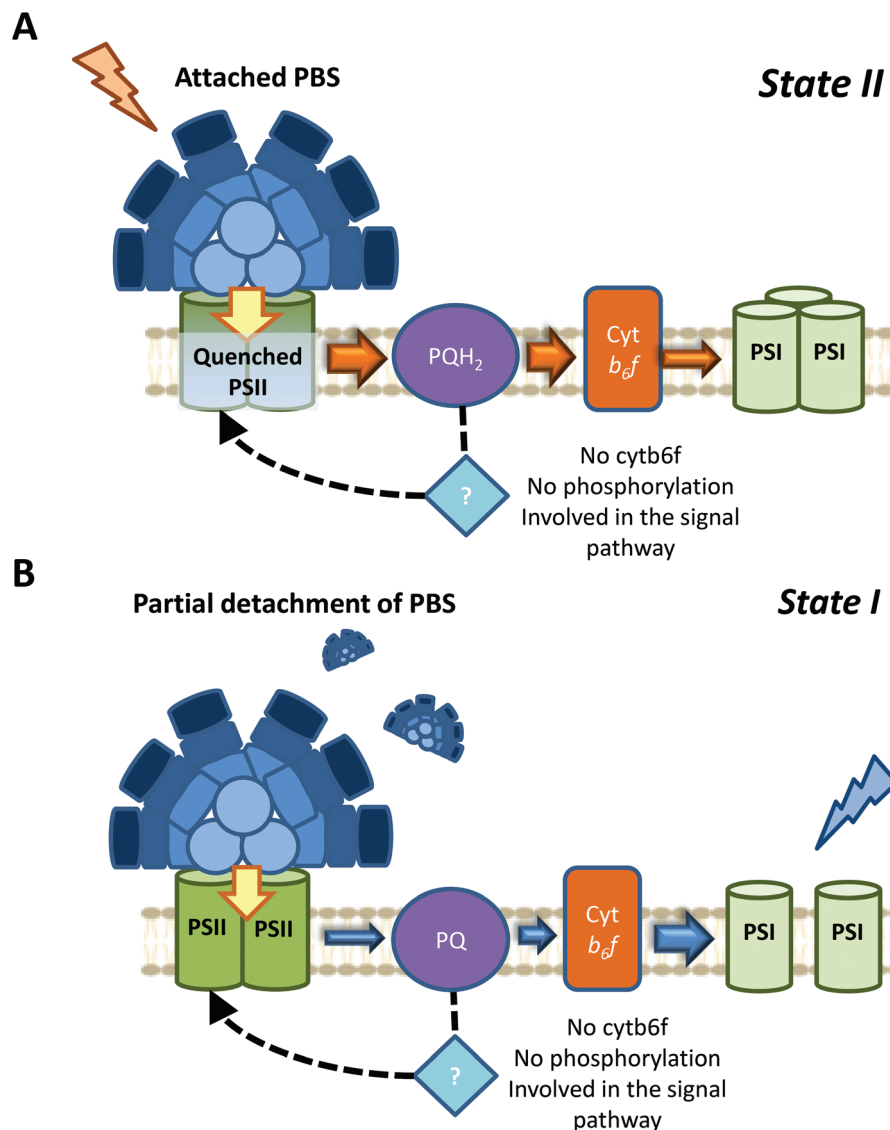 A
Attached PBS
State II
Quenched
PSII
PQH₂
Cyt
b₆f
PSI
PSI
?
No cytb6f
No phosphorylation
Involved in the signal
pathway
B
Partial detachment of PBS
State I
PSII
PSII
PQ
Cyt
b₆f
PSI
PSI
?
No cytb6f
No phosphorylation
Involved in the signal
pathway